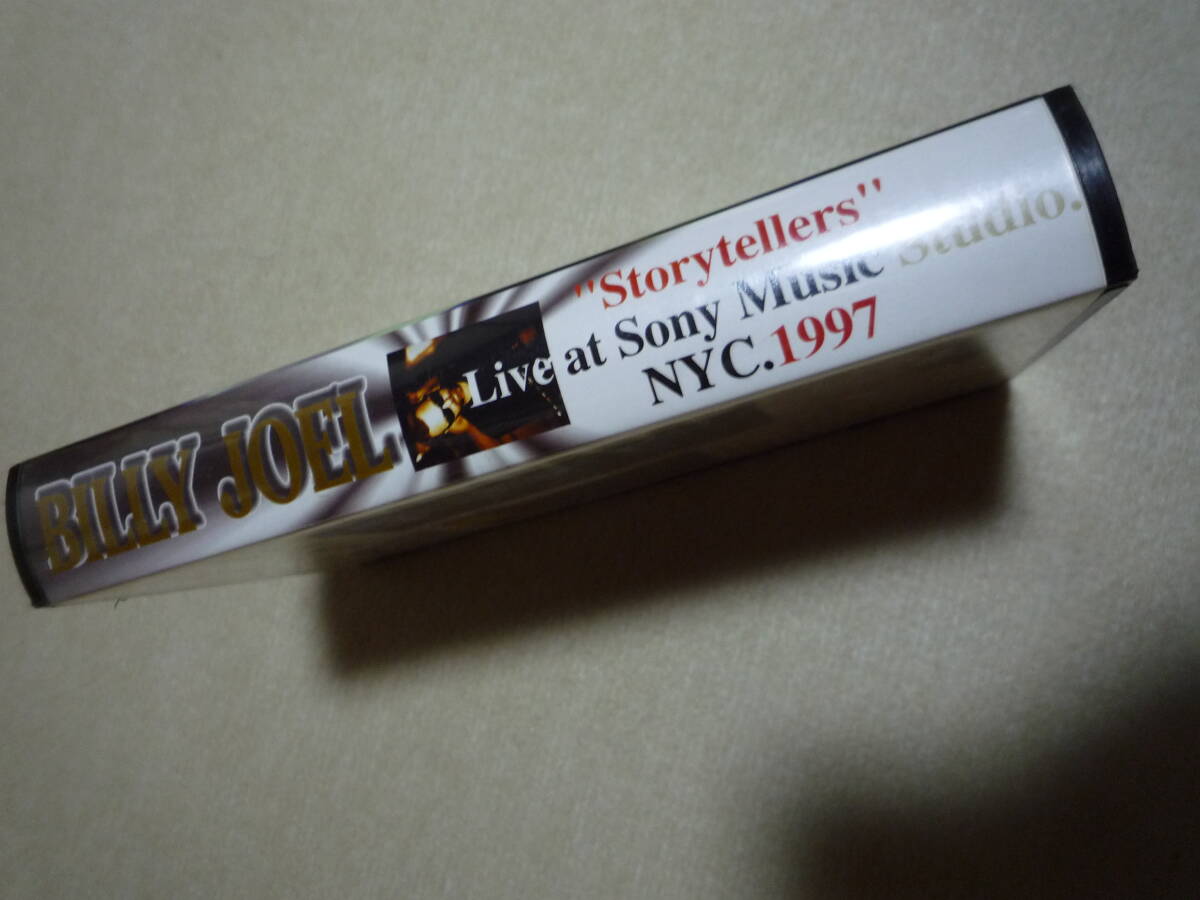 BILLY JOEL
"Storytellers"
Live at Sony Music Studio.
NYC.1997